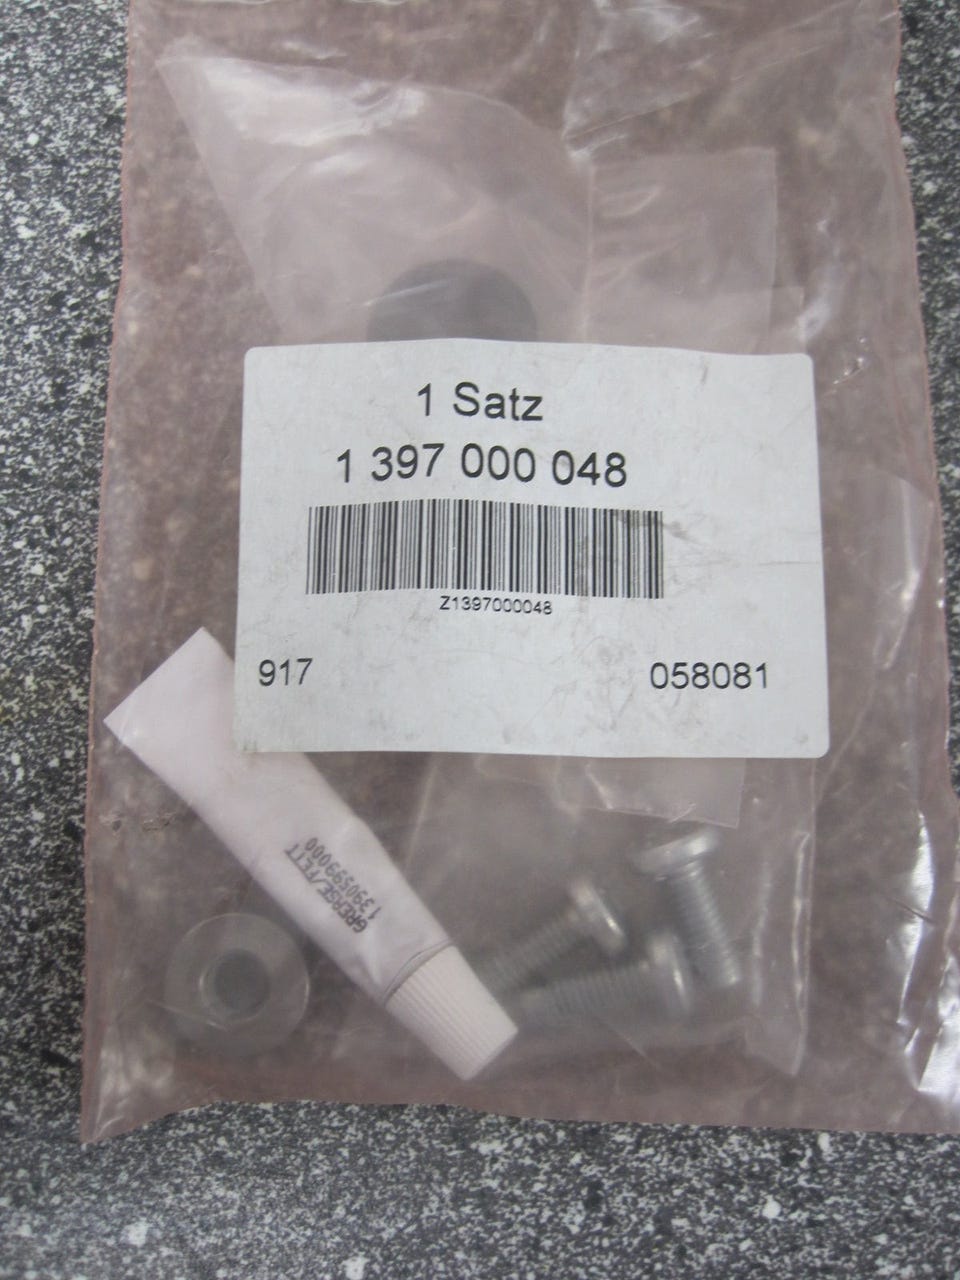 1 Satz
1 397 000 048
Z1397000048
917
058081
GREASE/FETT
1390599000